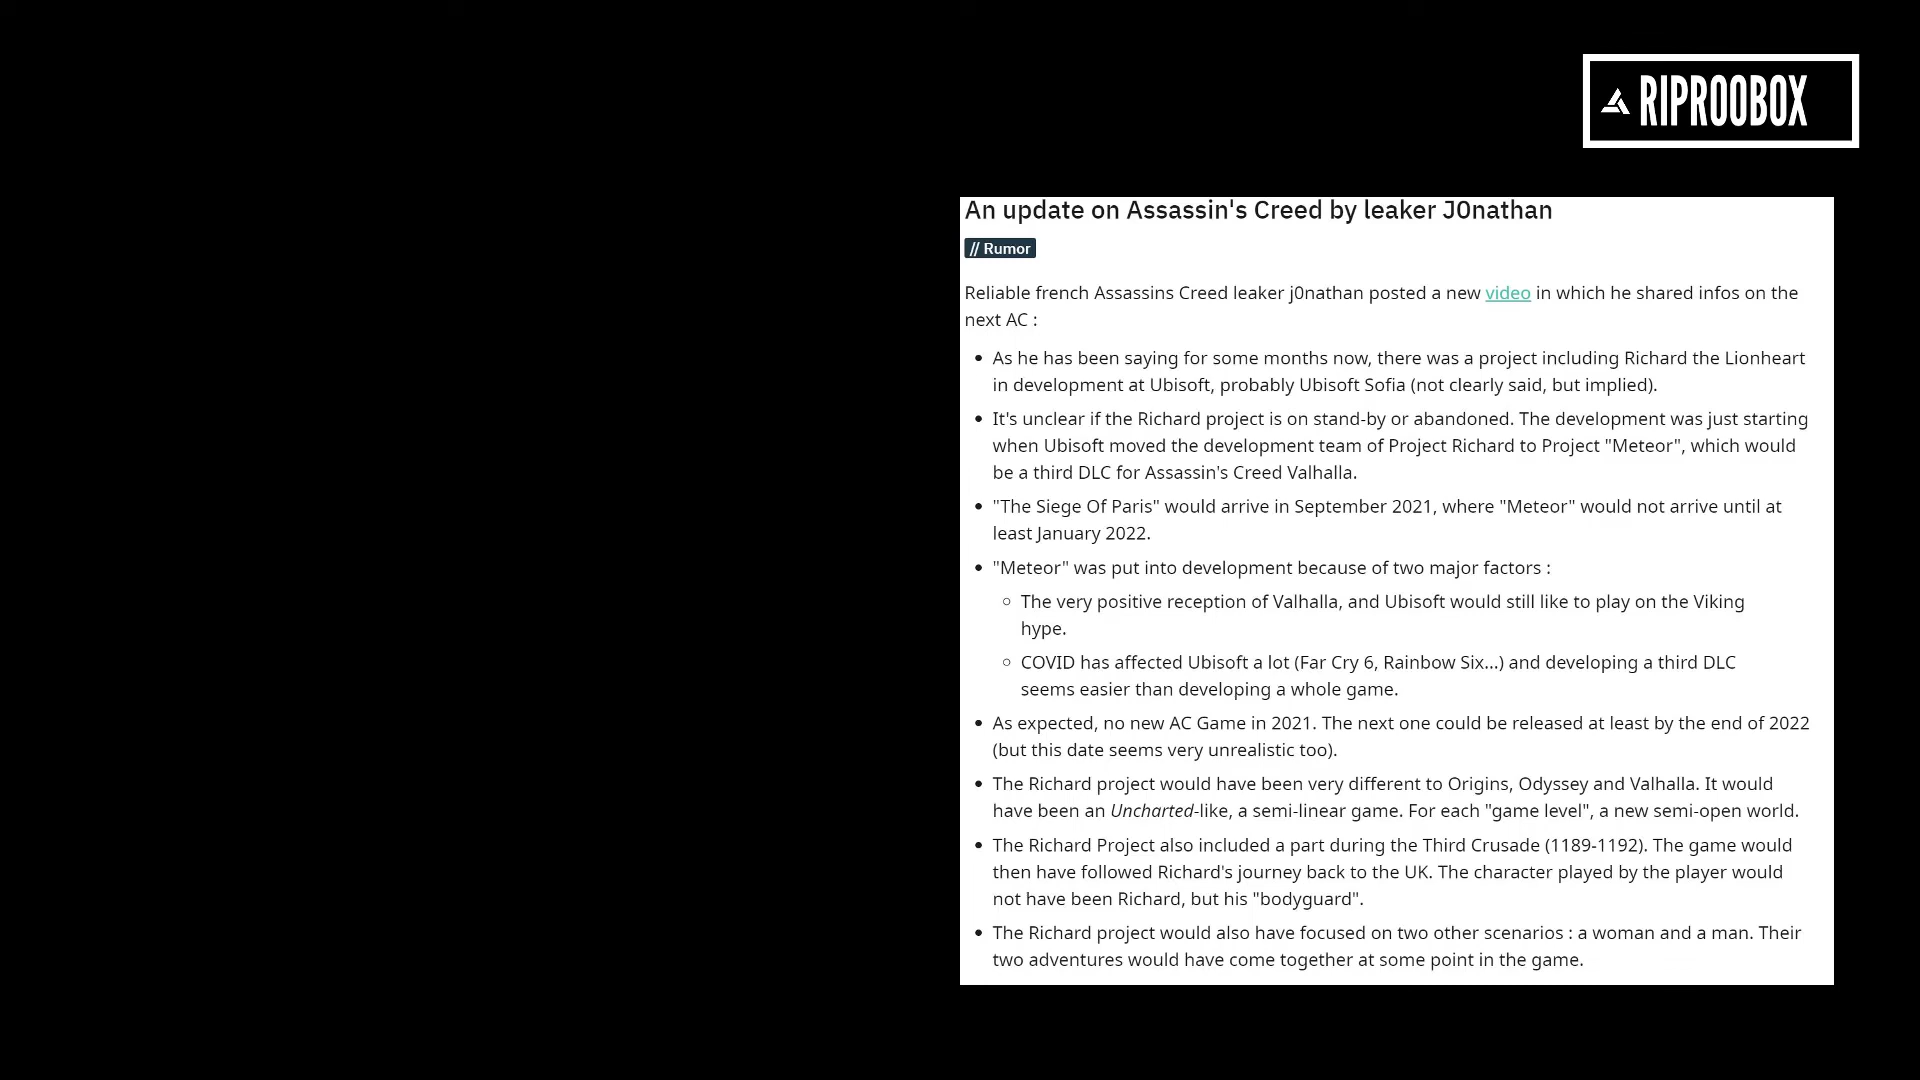 RIPROOBOX
An update on Assassin's Creed by leaker J0nathan
// Rumor
Reliable french Assassins Creed leaker j0nathan posted a new video in which he shared infos on the
next AC :
• As he has been saying for some months now, there was a project including Richard the Lionheart
in development at Ubisoft, probably Ubisoft Sofia (not clearly said, but implied).
• It's unclear if the Richard project is on stand-by or abandoned. The development was just starting
when Ubisoft moved the development team of Project Richard to Project "Meteor", which would
be a third DLC for Assassin's Creed Valhalla.
• "The Siege Of Paris" would arrive in September 2021, where "Meteor" would not arrive until at
least January 2022.
• "Meteor" was put into development because of two major factors :
◦ The very positive reception of Valhalla, and Ubisoft would still like to play on the Viking
hype.
◦ COVID has affected Ubisoft a lot (Far Cry 6, Rainbow Six...) and developing a third DLC
seems easier than developing a whole game.
• As expected, no new AC Game in 2021. The next one could be released at least by the end of 2022
(but this date seems very unrealistic too).
• The Richard project would have been very different to Origins, Odyssey and Valhalla. It would
have been an Uncharted-like, a semi-linear game. For each "game level", a new semi-open world.
• The Richard Project also included a part during the Third Crusade (1189-1192). The game would
then have followed Richard's journey back to the UK. The character played by the player would
not have been Richard, but his "bodyguard".
• The Richard project would also have focused on two other scenarios : a woman and a man. Their
two adventures would have come together at some point in the game.